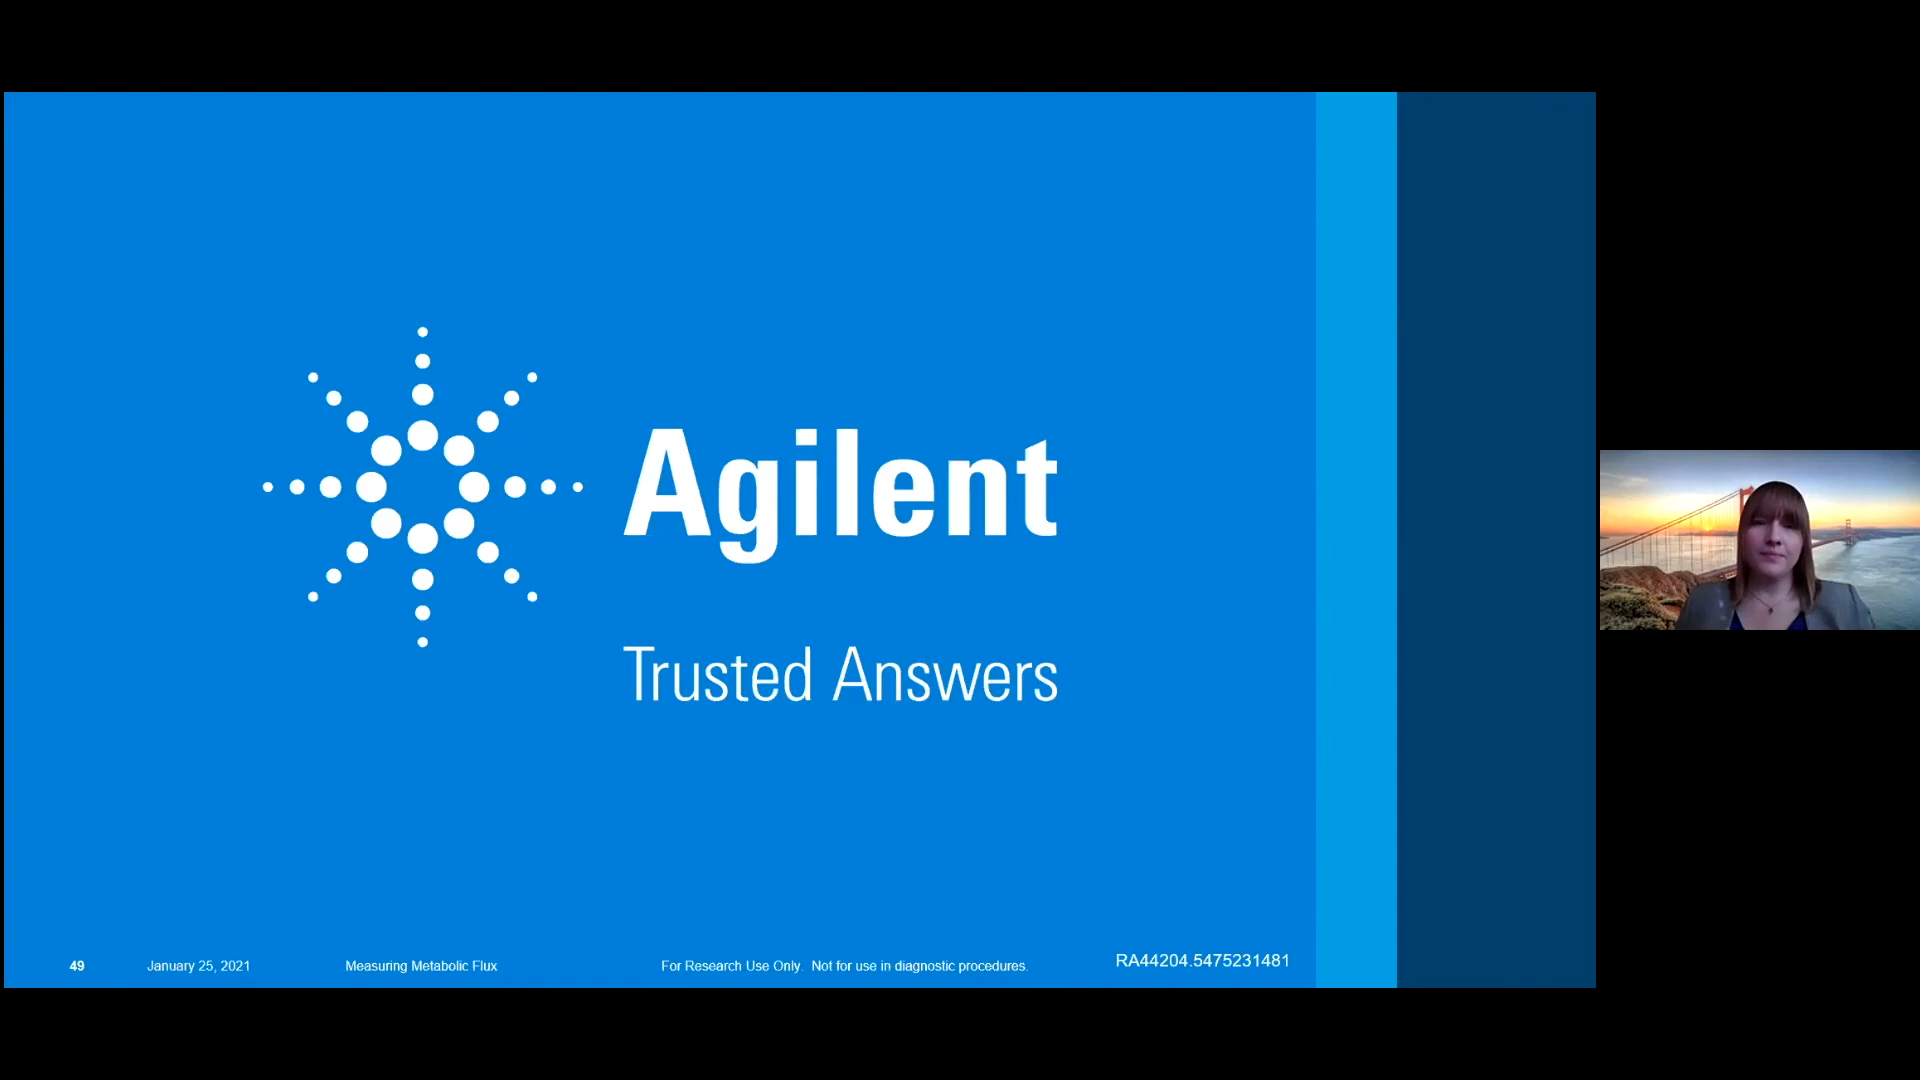 Agilent
Trusted Answers
49 January 25, 2021 Measuring Metabolic Flux For Research Use Only. Not for use in diagnostic procedures. RA44204.5475231481